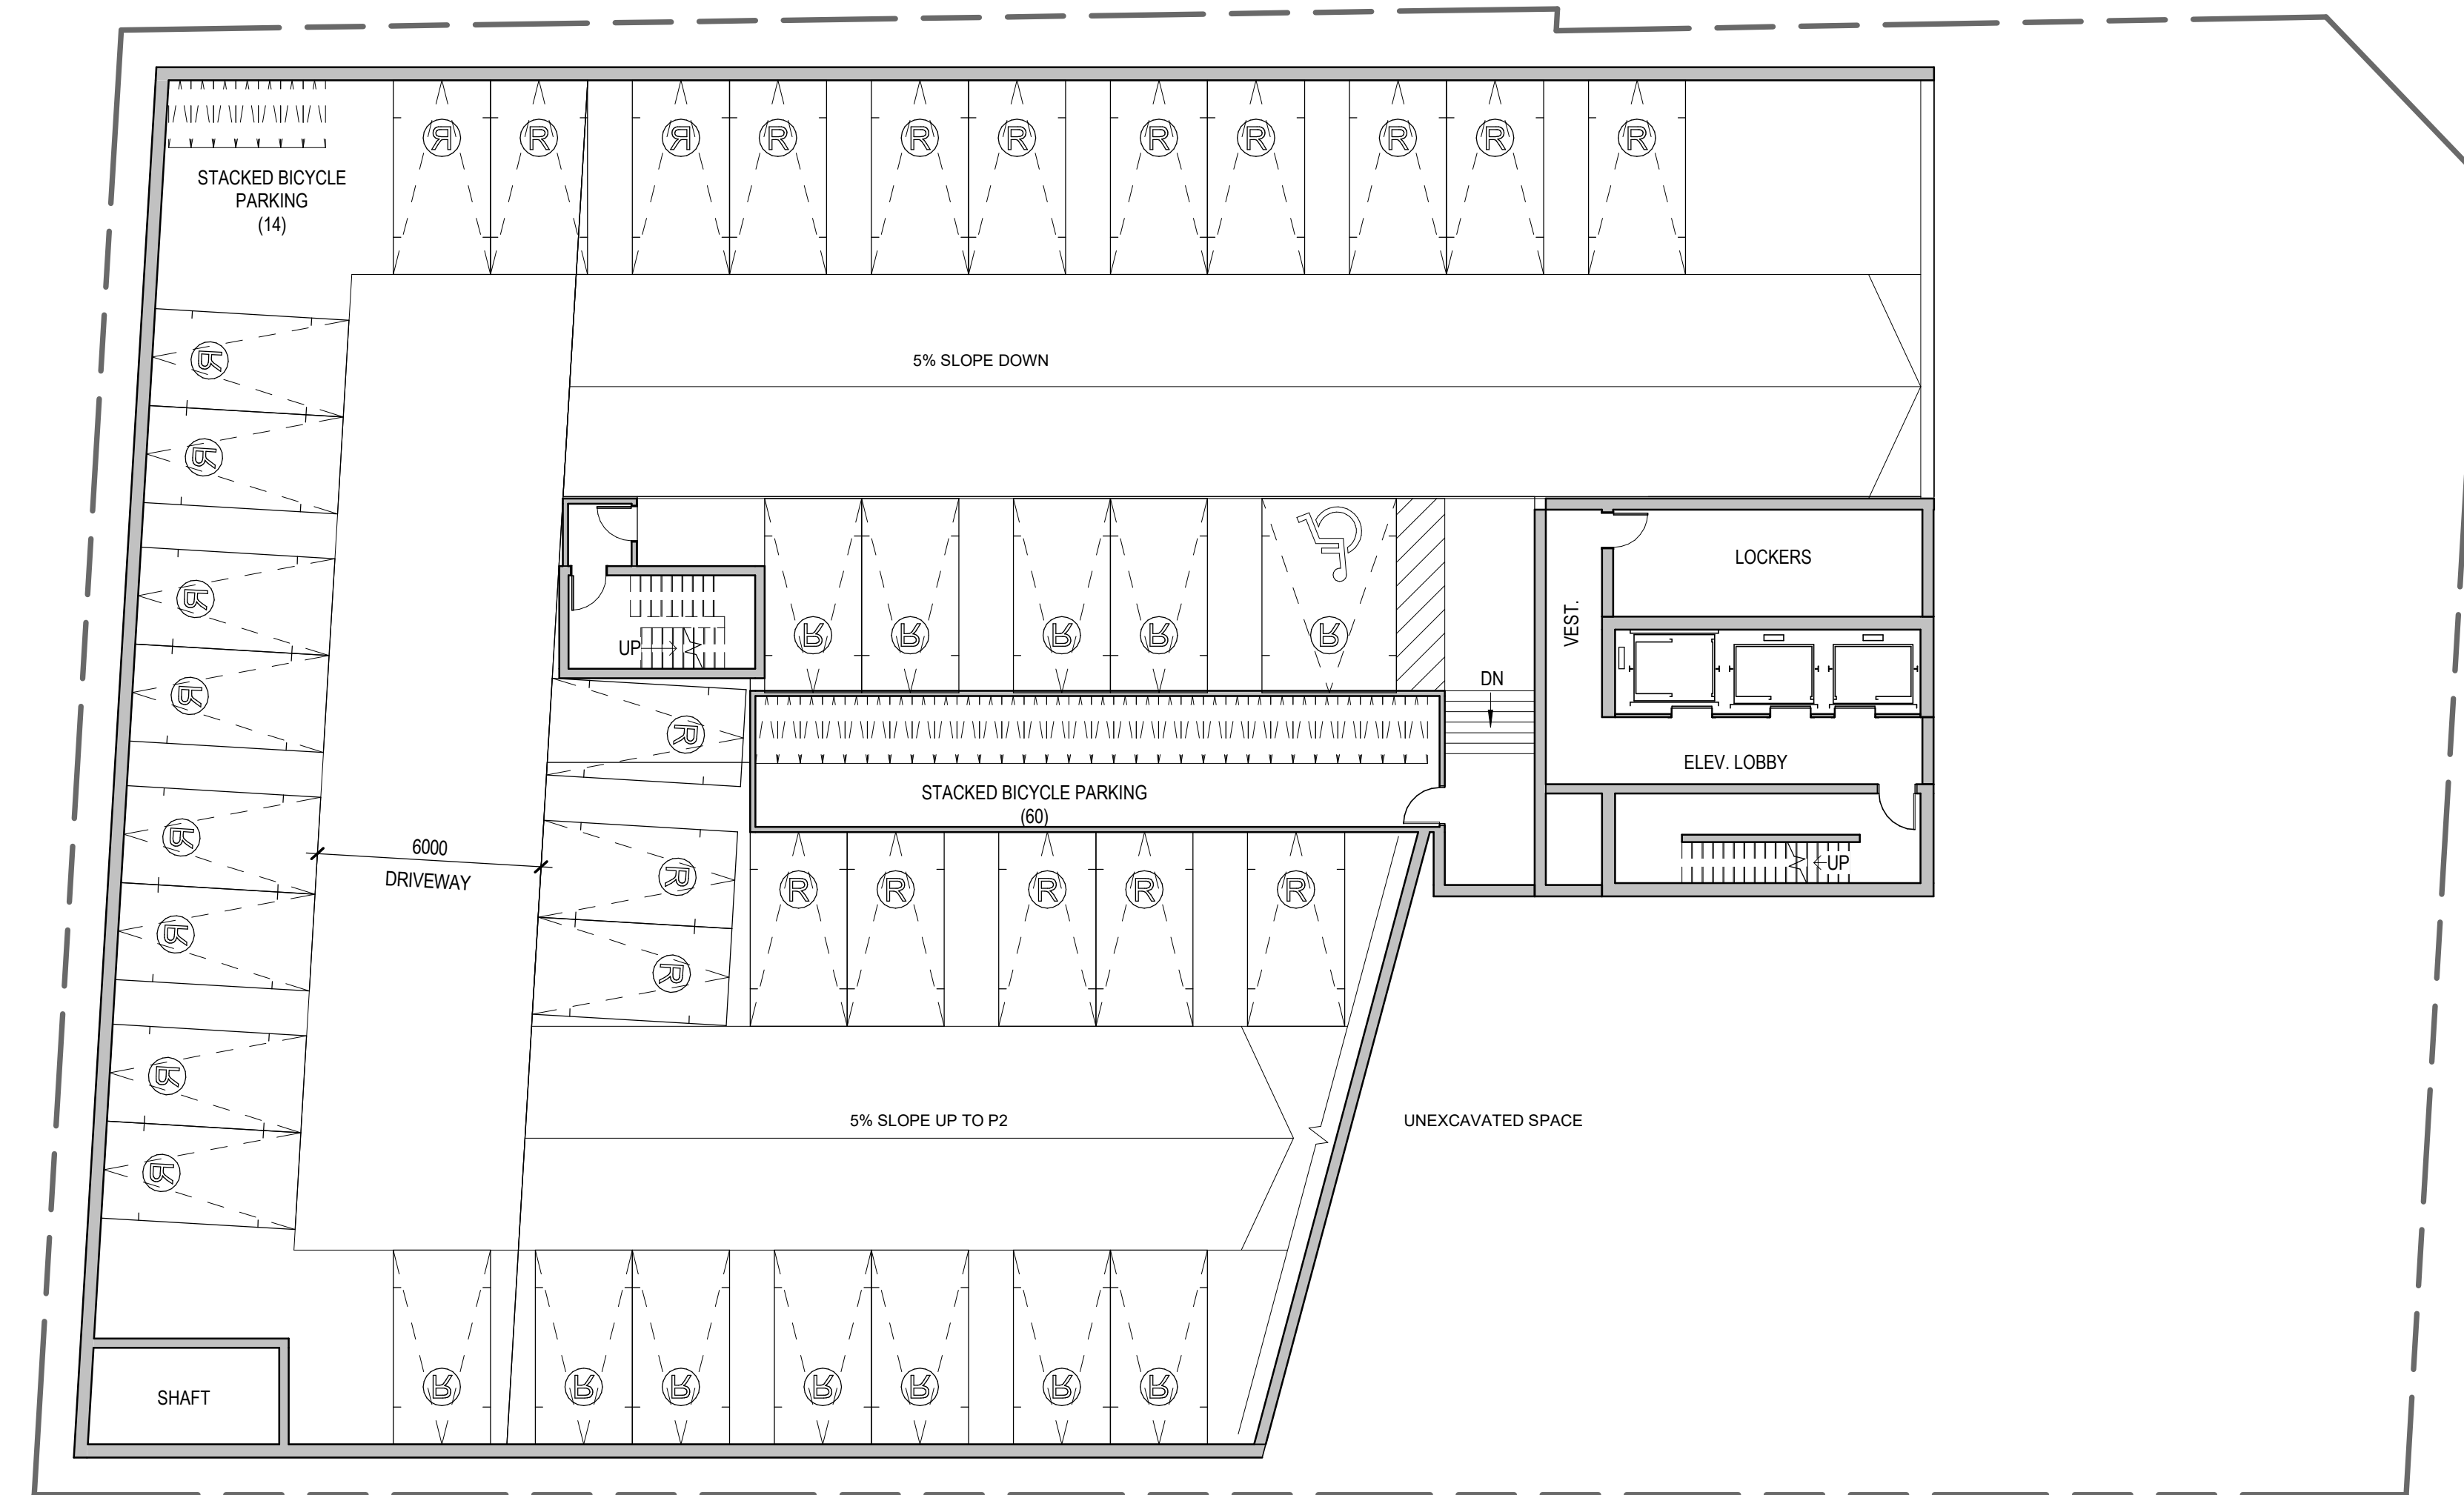 R R R R R R R R R R R
STACKED BICYCLE
PARKING
(14)
5% SLOPE DOWN
R
R
R
R
R
R
R
R
LOCKERS
VEST.
R R R R R
UP
DN
R
R
R
STACKED BICYCLE PARKING
(60)
ELEV. LOBBY
6000
DRIVEWAY
UP
R R R R R
5% SLOPE UP TO P2
UNEXCAVATED SPACE
R R R R R R R
SHAFT